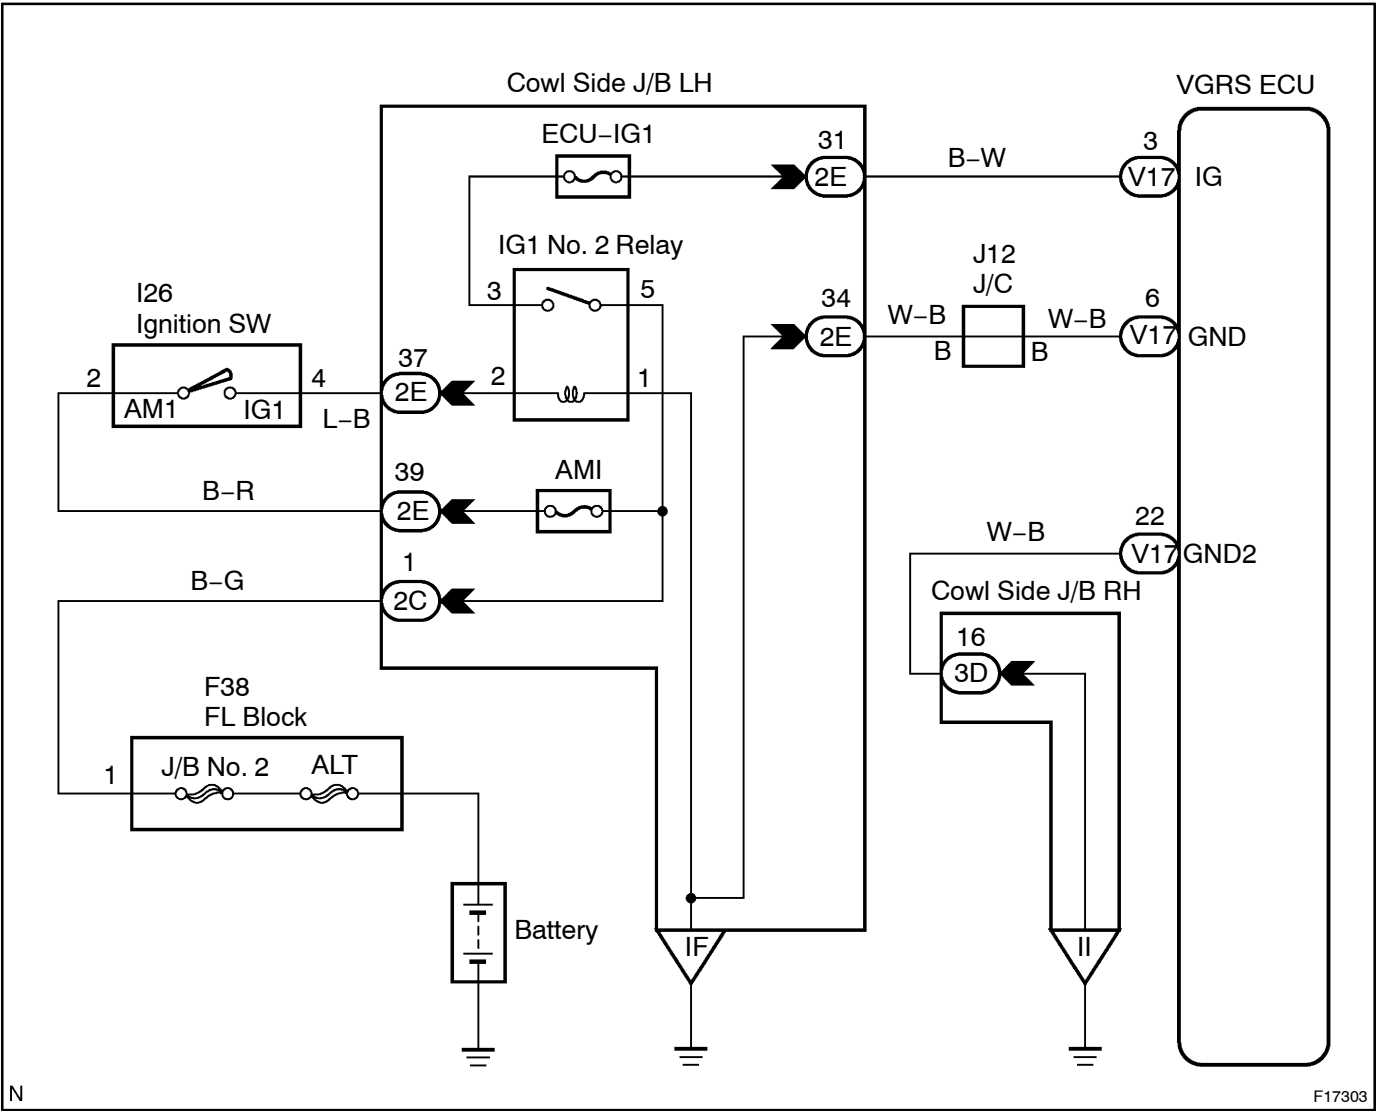 Cowl Side J/B LH
VGRS ECU
ECU−IG1
31
2E
B−W
3
V17
IG
IG1 No. 2 Relay
3
5
J12
J/C
I26
Ignition SW
34
2E
W−B
B
W−B
B
6
V17
GND
2
AM1
IG1
4
L−B
37
2E
2
1
B−R
39
2E
AMI
B−G
1
2C
W−B
22
V17
GND2
Cowl Side J/B RH
16
3D
F38
FL Block
1
J/B No. 2
ALT
Battery
IF
II
N
F17303